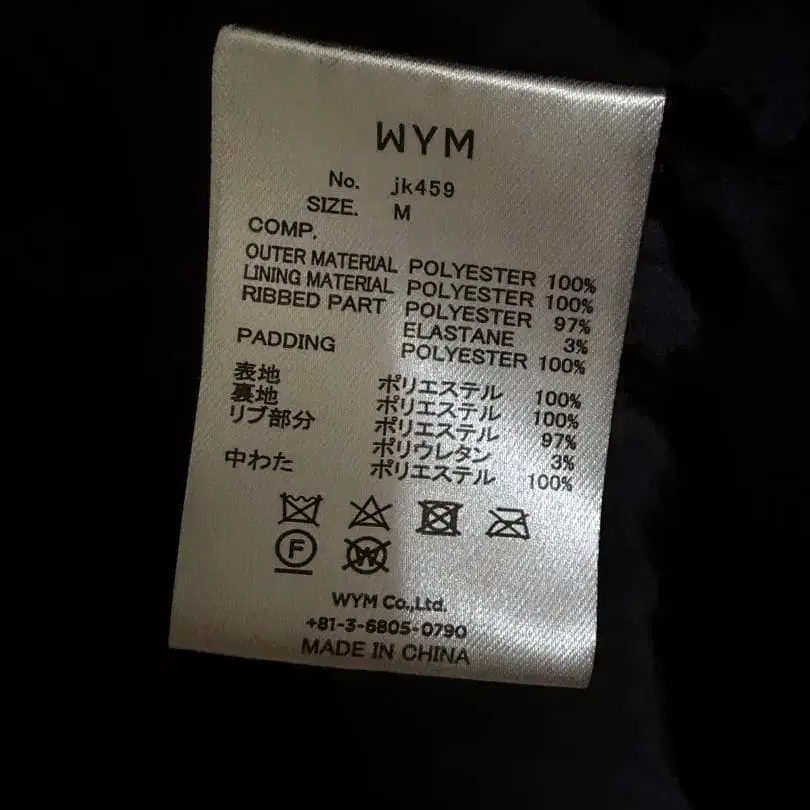 WYM
No. jk459
SIZE. M
COMP.
OUTER MATERIAL POLYESTER 100%
LINING MATERIAL POLYESTER 100%
RIBBED PART POLYESTER 97%
ELASTANE 3%
PADDING POLYESTER 100%
表地 ポリエステル 100%
裏地 ポリエステル 100%
リブ部分 ポリエステル 97%
ポリウレタン 3%
中わた ポリエステル 100%
F W
WYM Co.,Ltd.
+81-3-6805-0790
MADE IN CHINA